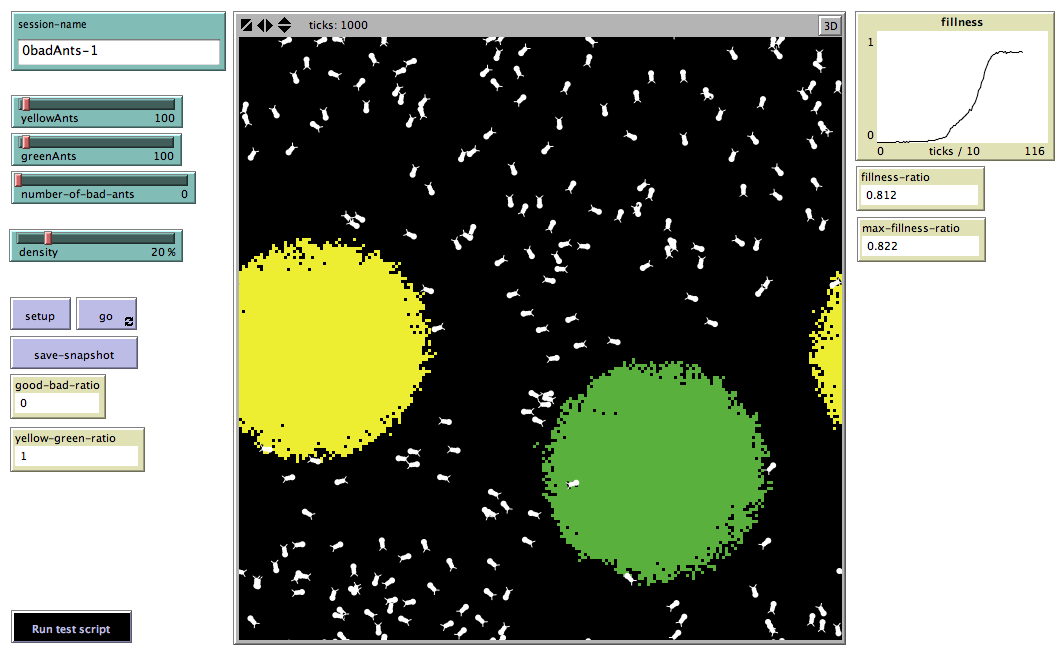 session-name
0badAnts-1
yellowAnts 100
greenAnts 100
number-of-bad-ants 0
density 20 %
setup
go
save-snapshot
good-bad-ratio
0
yellow-green-ratio
1
Run test script
ticks: 1000
3D
fillness
1
0
0 ticks / 10 116
fillness-ratio
0.812
max-fillness-ratio
0.822